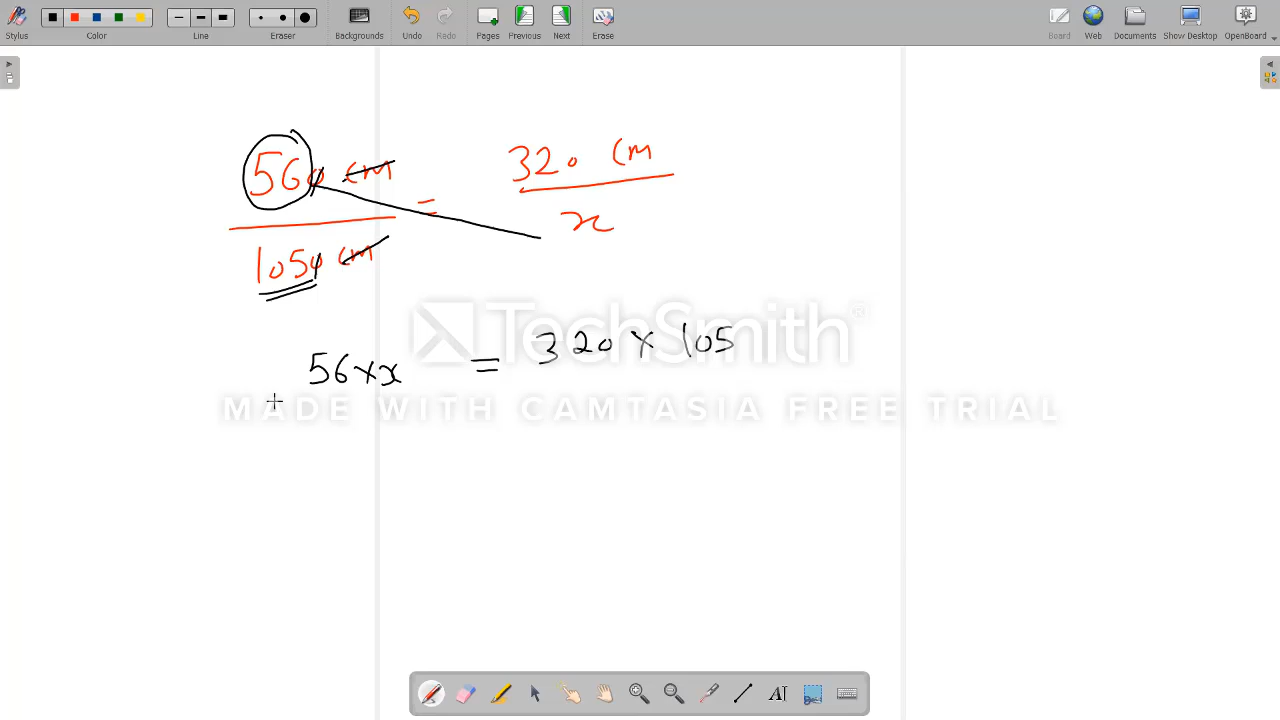 Stylus Color Line Eraser Backgrounds Undo Redo Pages Previous Next Erase Board Web Documents Show Desktop OpenBoard
560 cm = 320 cm
1050 cm x
TechSmith®
56×x = 320×105
MADE WITH CAMTASIA FREE TRIAL